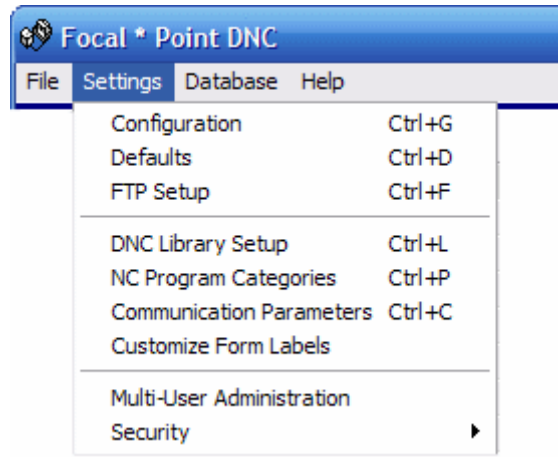 Focal * Point DNC
File Settings Database Help
Configuration Ctrl+G
Defaults Ctrl+D
FTP Setup Ctrl+F
DNC Library Setup Ctrl+L
NC Program Categories Ctrl+P
Communication Parameters Ctrl+C
Customize Form Labels
Multi-User Administration
Security